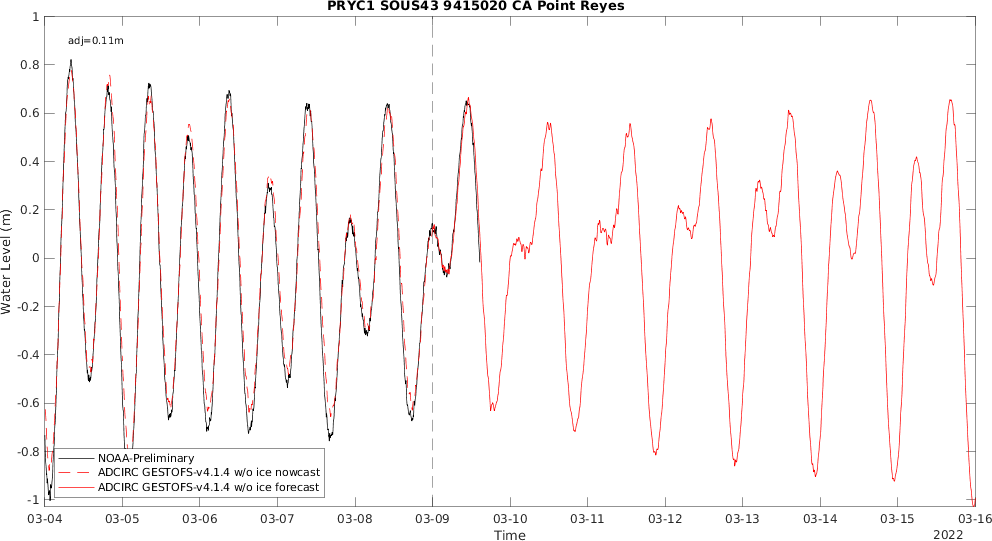 PRYC1 SOUS43 9415020 CA Point Reyes
adj=0.11m
1
0.8
0.6
0.4
0.2
0
-0.2
-0.4
-0.6
-0.8
-1
Water Level (m)
NOAA-Preliminary
ADCIRC GESTOFS-v4.1.4 w/o ice nowcast
ADCIRC GESTOFS-v4.1.4 w/o ice forecast
03-04 03-05 03-06 03-07 03-08 03-09 03-10 03-11 03-12 03-13 03-14 03-15 03-16
Time
2022